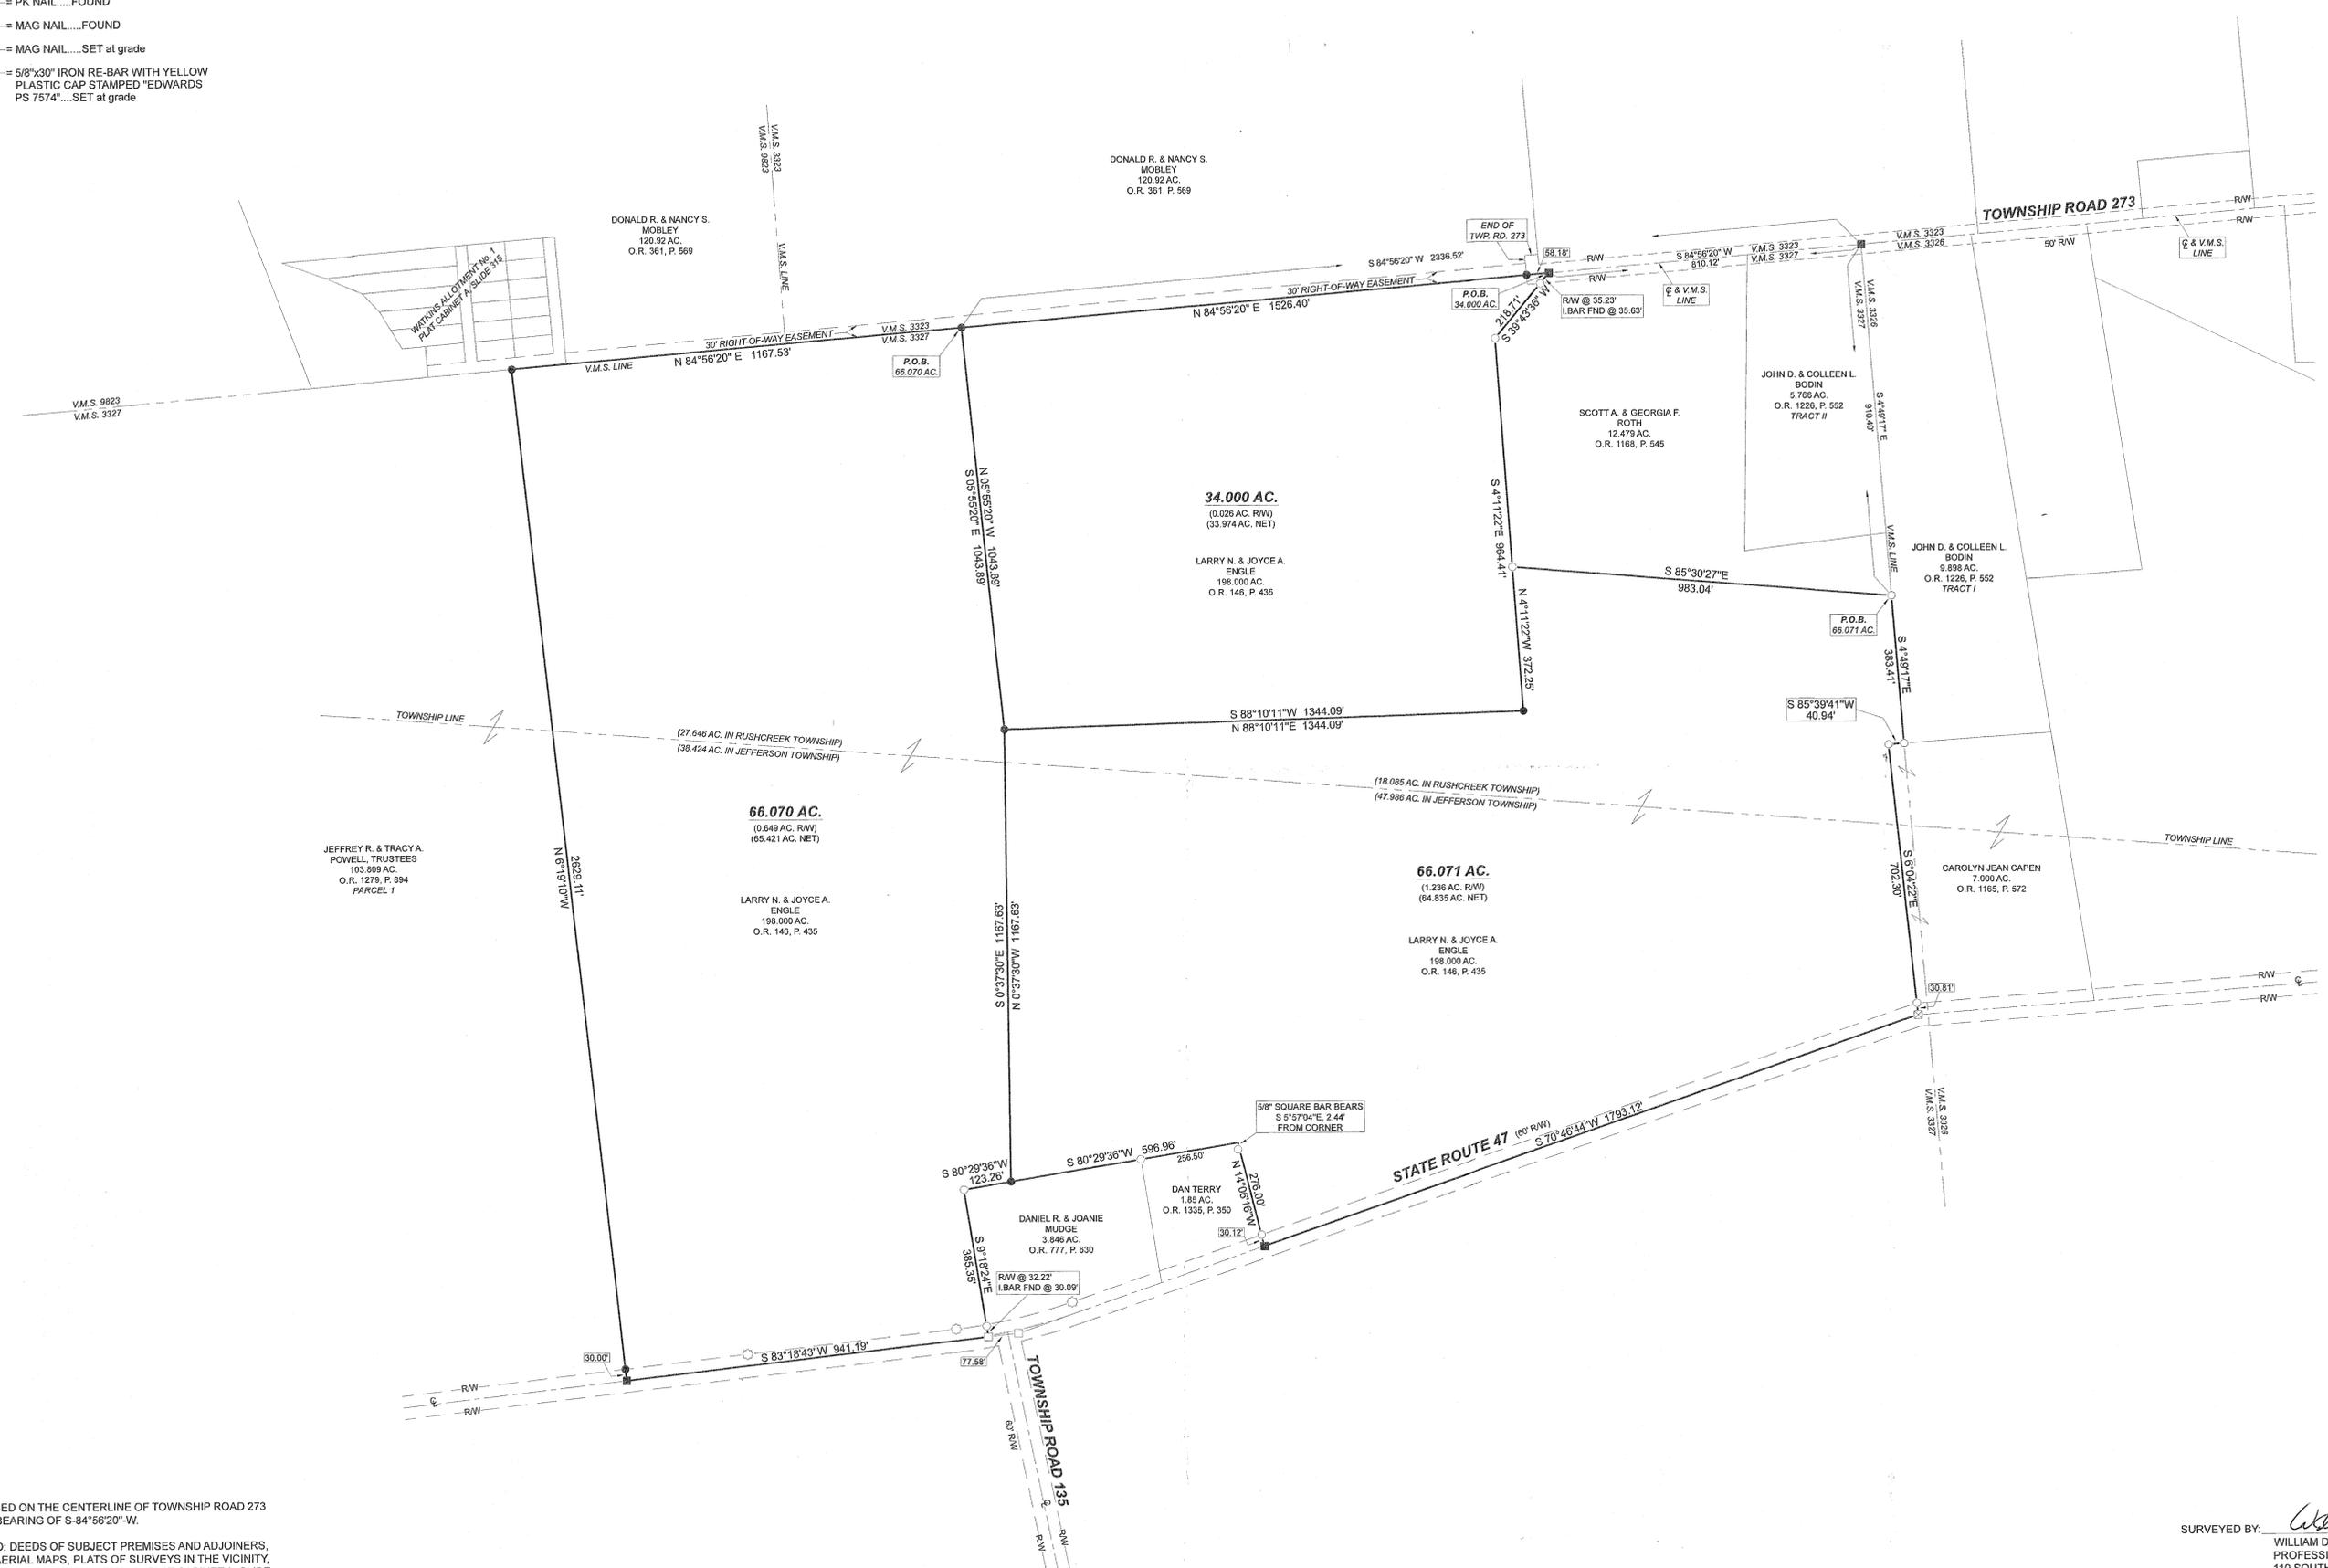 = PK NAIL.....FOUND
= MAG NAIL.....FOUND
= MAG NAIL.....SET at grade
= 5/8"x30" IRON RE-BAR WITH YELLOW
PLASTIC CAP STAMPED "EDWARDS
PS 7574"....SET at grade
V.M.S. 3323
V.M.S. 9823
V.M.S. LINE
DONALD R. & NANCY S.
MOBLEY
120.92 AC.
O.R. 361, P. 569
DONALD R. & NANCY S.
MOBLEY
120.92 AC.
O.R. 361, P. 569
WATKINS ALLOTMENT No. 1
PLAT CABINET A, SLIDE 315
END OF
TWP. RD. 273
58.18'
R/W
R/W
S 84°56'20" W 2336.52'
S 84°56'20" W
810.12'
V.M.S. 3323
V.M.S. 3327
V.M.S. 3323
V.M.S. 3326
TOWNSHIP ROAD 273
R/W
R/W
50' R/W
℄ & V.M.S.
LINE
℄ & V.M.S.
LINE
30' RIGHT-OF-WAY EASEMENT
N 84°56'20" E 1526.40'
P.O.B.
34.000 AC.
R/W @ 35.23'
I.BAR FND @ 35.63'
218.71'
S 39°43'36" W
30' RIGHT-OF-WAY EASEMENT
V.M.S. 3323
V.M.S. 3327
V.M.S. LINE
N 84°56'20" E 1167.53'
P.O.B.
66.070 AC.
V.M.S. 9823
V.M.S. 3327
V.M.S. 3326
V.M.S. 3327
JOHN D. & COLLEEN L.
BODIN
5.766 AC.
O.R. 1226, P. 552
TRACT II
S 4°49'17" E
910.49'
SCOTT A. & GEORGIA F.
ROTH
12.479 AC.
O.R. 1168, P. 545
N 05°55'20" W 1043.89'
S 05°55'20" E 1043.89'
34.000 AC.
(0.026 AC. R/W)
(33.974 AC. NET)
LARRY N. & JOYCE A.
ENGLE
198.000 AC.
O.R. 146, P. 435
S 4°11'22"E 964.41'
V.M.S. LINE
JOHN D. & COLLEEN L.
BODIN
9.898 AC.
O.R. 1226, P. 552
TRACT I
S 85°30'27"E
983.04'
P.O.B.
66.071 AC.
N 4°11'22"W 372.25'
S 4°49'17"E
383.41'
S 85°39'41"W
40.94'
S 88°10'11"W 1344.09'
N 88°10'11"E 1344.09'
TOWNSHIP LINE
(27.646 AC. IN RUSHCREEK TOWNSHIP)
(38.424 AC. IN JEFFERSON TOWNSHIP)
(18.085 AC. IN RUSHCREEK TOWNSHIP)
(47.986 AC. IN JEFFERSON TOWNSHIP)
TOWNSHIP LINE
66.070 AC.
(0.649 AC. R/W)
(65.421 AC. NET)
LARRY N. & JOYCE A.
ENGLE
198.000 AC.
O.R. 146, P. 435
JEFFREY R. & TRACY A.
POWELL, TRUSTEES
103.809 AC.
O.R. 1279, P. 894
PARCEL 1
2629.11'
N 6°19'10"W
66.071 AC.
(1.236 AC. R/W)
(64.835 AC. NET)
LARRY N. & JOYCE A.
ENGLE
198.000 AC.
O.R. 146, P. 435
S 6°04'22"E
702.30'
CAROLYN JEAN CAPEN
7.000 AC.
O.R. 1165, P. 572
S 0°37'30"E 1167.63'
N 0°37'30"W 1167.63'
30.81'
R/W
℄
R/W
V.M.S. 3326
V.M.S. 3327
5/8" SQUARE BAR BEARS
S 5°57'04"E, 2.44'
FROM CORNER
S 80°29'36"W 596.96'
256.50'
S 80°29'36"W
123.26'
DAN TERRY
1.85 AC.
O.R. 1335, P. 350
276.00'
N 14°06'16"W
30.12'
STATE ROUTE 47 (60' R/W)
S 70°46'44"W 1793.12'
DANIEL R. & JOANIE
MUDGE
3.846 AC.
O.R. 777, P. 630
S 9°18'24"E
385.35'
R/W @ 32.22'
I.BAR FND @ 30.09'
S 83°18'43"W 941.19'
30.00'
77.58'
R/W
℄
R/W
TOWNSHIP ROAD 135
60' R/W
℄
R/W
R/W
ED ON THE CENTERLINE OF TOWNSHIP ROAD 273
BEARING OF S-84°56'20"-W.
D: DEEDS OF SUBJECT PREMISES AND ADJOINERS,
AERIAL MAPS, PLATS OF SURVEYS IN THE VICINITY,
SURVEYED BY:
WILLIAM D
PROFESSI